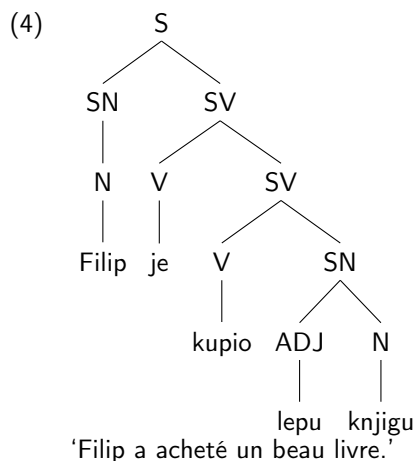 (4) S
SN SV
N V SV
Filip je V SN
kupio ADJ N
lepu knjigu
‘Filip a acheté un beau livre.’